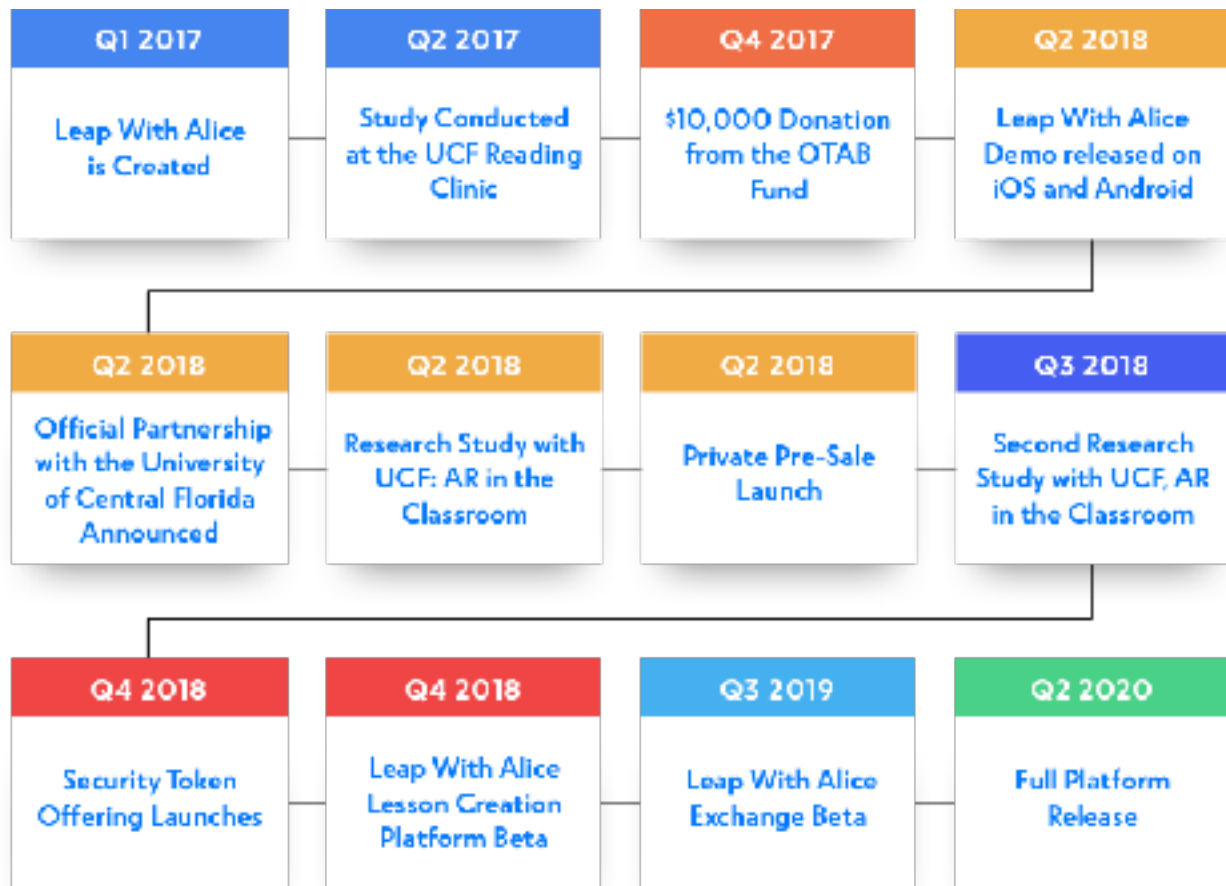 Q1 2017
Leap With Alice
is Created
Q2 2017
Study Conducted
at the UCF Reading
Clinic
Q4 2017
$10,000 Donation
from the OTAB
Fund
Q2 2018
Leap With Alice
Demo released on
iOS and Android
Q2 2018
Official Partnership
with the University
of Central Florida
Announced
Q2 2018
Research Study with
UCF: AR in the
Classroom
Q2 2018
Private Pre-Sale
Launch
Q3 2018
Second Research
Study with UCF, AR
in the Classroom
Q4 2018
Security Token
Offering Launches
Q4 2018
Leap With Alice
Lesson Creation
Platform Beta
Q3 2019
Leap With Alice
Exchange Beta
Q2 2020
Full Platform
Release